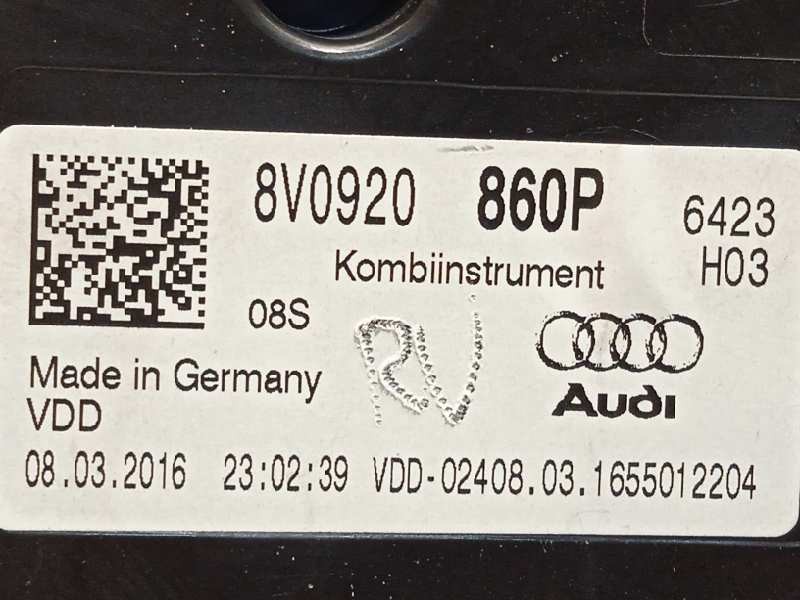 8V0920 860P 6423
Kombiinstrument H03
08S
RV
Made in Germany
Audi
VDD
08.03.2016 23:02:39 VDD-02408.03.1655012204